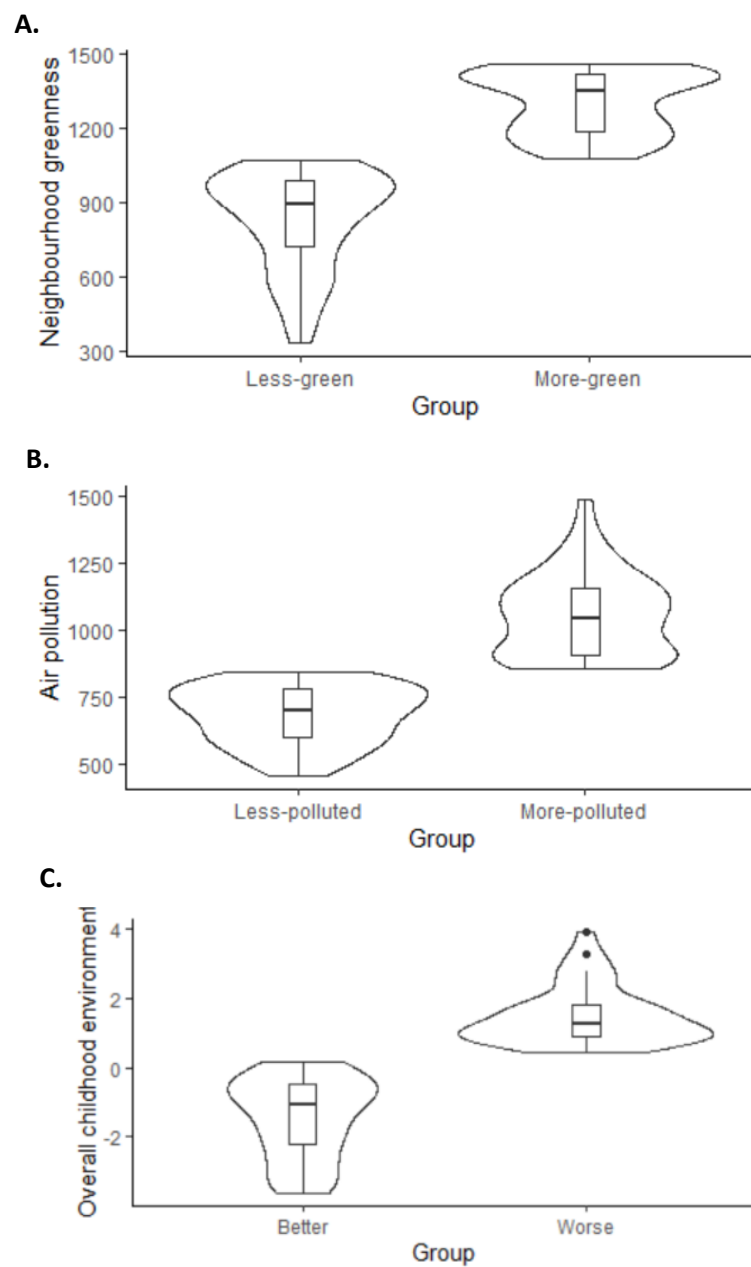 A.
Neighbourhood greenness
1500
1200
900
600
300
Less-green More-green
Group
B.
Air pollution
1500
1250
1000
750
500
Less-polluted More-polluted
Group
C.
Overall childhood environment
4
2
0
-2
Better Worse
Group